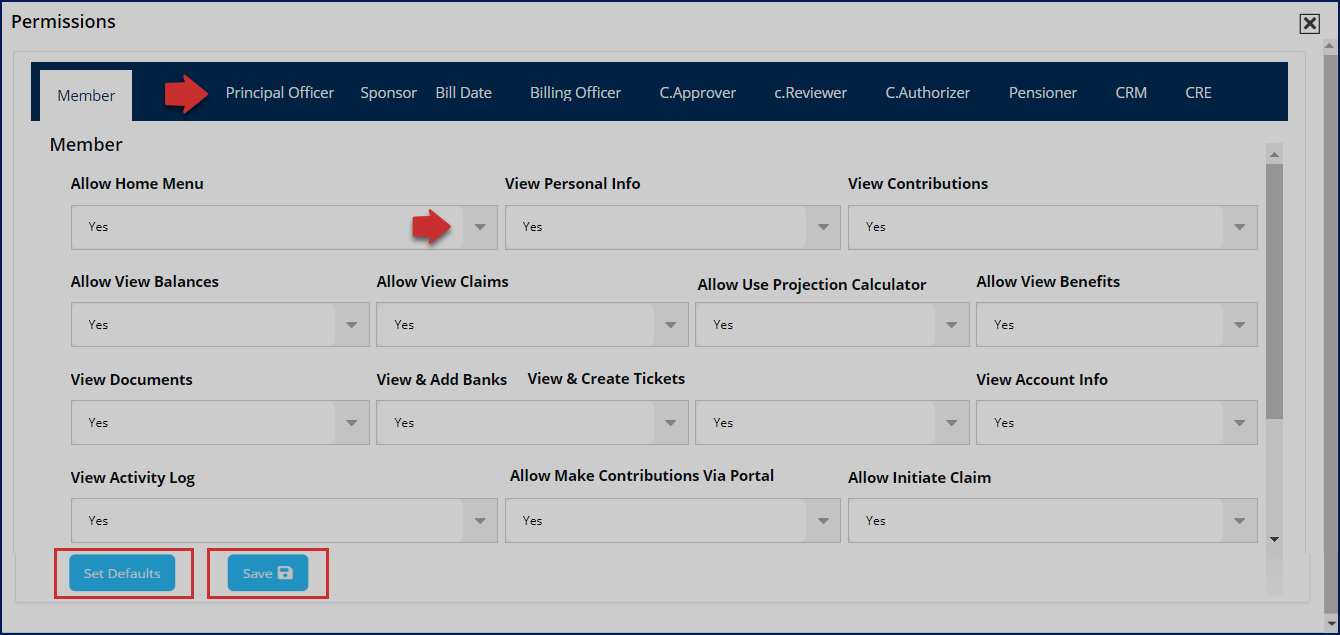 Permissions
Member Principal Officer Sponsor Bill Date Billing Officer C.Approver c.Reviewer C.Authorizer Pensioner CRM CRE
Member
Allow Home Menu View Personal Info View Contributions
Yes Yes Yes
Allow View Balances Allow View Claims Allow Use Projection Calculator Allow View Benefits
Yes Yes Yes Yes
View Documents View & Add Banks View & Create Tickets View Account Info
Yes Yes Yes Yes
View Activity Log Allow Make Contributions Via Portal Allow Initiate Claim
Yes Yes Yes
Set Defaults Save